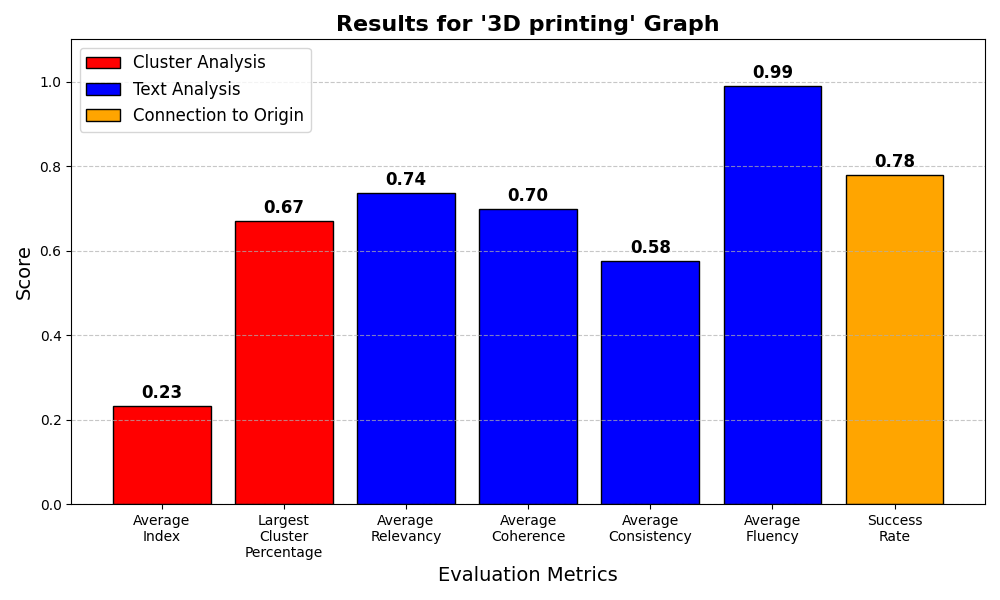 Results for '3D printing' Graph
Cluster Analysis
Text Analysis
Connection to Origin
Score
1.0
0.8
0.6
0.4
0.2
0.0
0.23
0.67
0.74
0.70
0.58
0.99
0.78
Average
Index
Largest
Cluster
Percentage
Average
Relevancy
Average
Coherence
Average
Consistency
Average
Fluency
Success
Rate
Evaluation Metrics